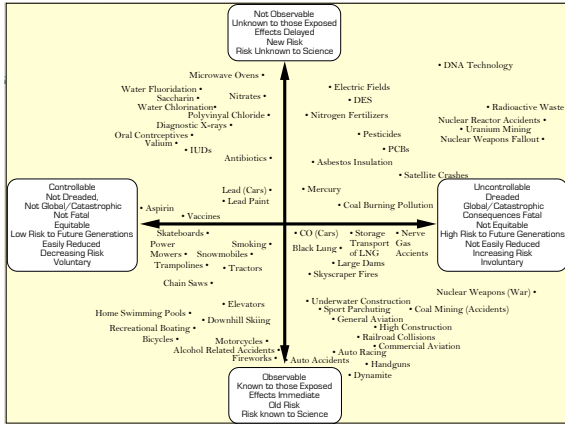 Not Observable
Unknown to those Exposed
Effects Delayed
New Risk
Risk Unknown to Science
DNA Technology
Microwave Ovens
Electric Fields
Water Fluoridation
Saccharin
Nitrates
DES
Water Chlorination
Radioactive Waste
Polyvinyal Chloride
Nitrogen Fertilizers
Nuclear Reactor Accidents
Diagnostic X-rays
Uranium Mining
Oral Contrceptives
Pesticides
Nuclear Weapons Fallout
Valium
IUDs
PCBs
Antibiotics
Asbestos Insulation
Satellite Crashes
Controllable
Not Dreaded,
Not Global/Catastrophic
Not Fatal
Equitable
Low Risk to Future Generations
Easily Reduced
Decreasing Risk
Voluntary
Lead (Cars)
Mercury
Lead Paint
Aspirin
Coal Burning Pollution
Vaccines
Uncontrollable
Dreaded
Global/Catastrophic
Consequences Fatal
Not Equitable
High Risk to Future Generations
Not Easily Reduced
Increasing Risk
Involuntary
Skateboards
CO (Cars)
Storage
Transport
of LNG
Nerve
Gas
Accients
Power
Mowers
Smoking
Black Lung
Snowmobiles
Trampolines
Tractors
Large Dams
Skyscraper Fires
Chain Saws
Nuclear Weapons (War)
Elevators
Underwater Construction
Home Swimming Pools
Sport Parchuting
Coal Mining (Accidents)
Downhill Skiing
General Aviation
Recreational Boating
High Construction
Bicycles
Motorcycles
Railroad Collisions
Alcohol Related Accidents
Commercial Aviation
Fireworks
Auto Racing
Auto Accidents
Handguns
Dynamite
Observable
Known to those Exposed
Effects Immediate
Old Risk
Risk known to Science